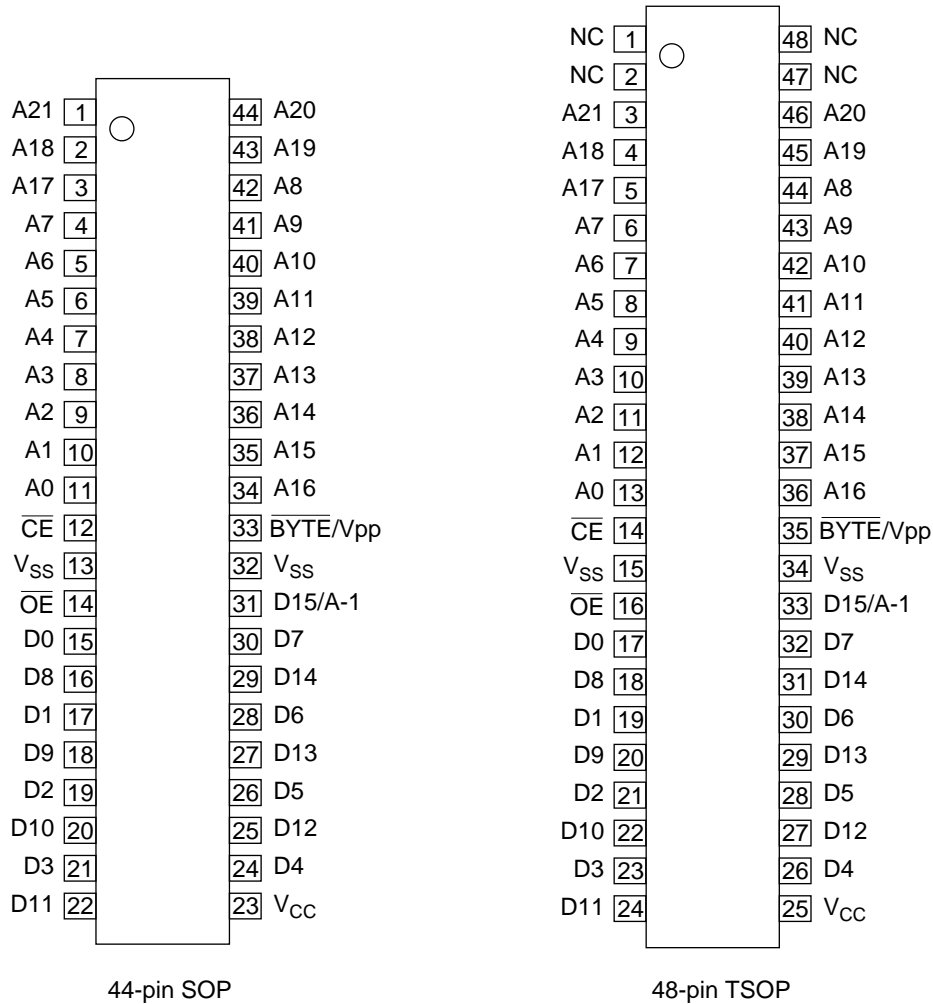 A21 1 44 A20
A18 2 43 A19
A17 3 42 A8
A7 4 41 A9
A6 5 40 A10
A5 6 39 A11
A4 7 38 A12
A3 8 37 A13
A2 9 36 A14
A1 10 35 A15
A0 11 34 A16
CE 12 33 BYTE/Vpp
VSS 13 32 VSS
OE 14 31 D15/A-1
D0 15 30 D7
D8 16 29 D14
D1 17 28 D6
D9 18 27 D13
D2 19 26 D5
D10 20 25 D12
D3 21 24 D4
D11 22 23 VCC
44-pin SOP
NC 1 48 NC
NC 2 47 NC
A21 3 46 A20
A18 4 45 A19
A17 5 44 A8
A7 6 43 A9
A6 7 42 A10
A5 8 41 A11
A4 9 40 A12
A3 10 39 A13
A2 11 38 A14
A1 12 37 A15
A0 13 36 A16
CE 14 35 BYTE/Vpp
VSS 15 34 VSS
OE 16 33 D15/A-1
D0 17 32 D7
D8 18 31 D14
D1 19 30 D6
D9 20 29 D13
D2 21 28 D5
D10 22 27 D12
D3 23 26 D4
D11 24 25 VCC
48-pin TSOP